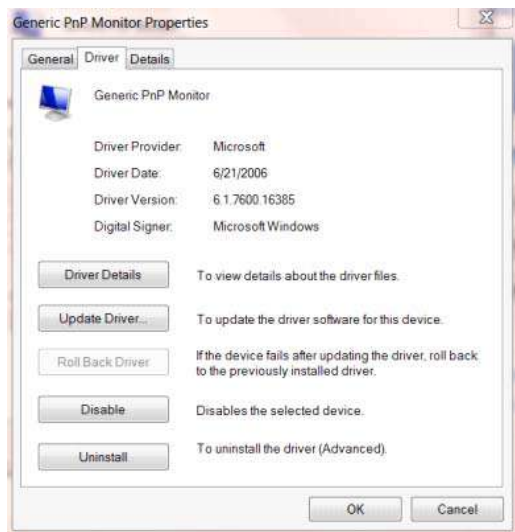 Generic PnP Monitor Properties
General Driver Details
Generic PnP Monitor
Driver Provider: Microsoft
Driver Date: 6/21/2006
Driver Version: 6.1.7600.16385
Digital Signer: Microsoft Windows
Driver Details To view details about the driver files.
Update Driver... To update the driver software for this device.
Roll Back Driver If the device fails after updating the driver, roll back
to the previously installed driver.
Disable Disables the selected device.
Uninstall To uninstall the driver (Advanced).
OK Cancel